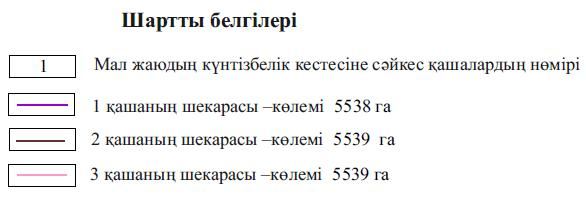 Шартты белгілері
1 Мал жаюдың күнтізбелік кестесіне сәйкес қашалардың нөмірі
1 қашаның шекарасы –көлемі 5538 га
2 қашаның шекарасы –көлемі 5539 га
3 қашаның шекарасы –көлемі 5539 га